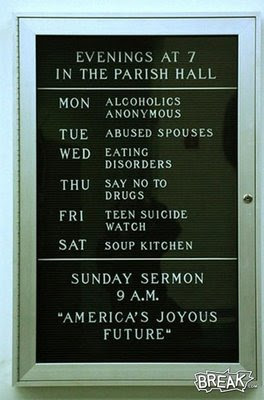 EVENINGS AT 7
IN THE PARISH HALL
MON ALCOHOLICS
ANONYMOUS
TUE ABUSED SPOUSES
WED EATING
DISORDERS
THU SAY NO TO
DRUGS
FRI TEEN SUICIDE
WATCH
SAT SOUP KITCHEN
SUNDAY SERMON
9 A.M.
"AMERICA'S JOYOUS
FUTURE"
BREAK.COM